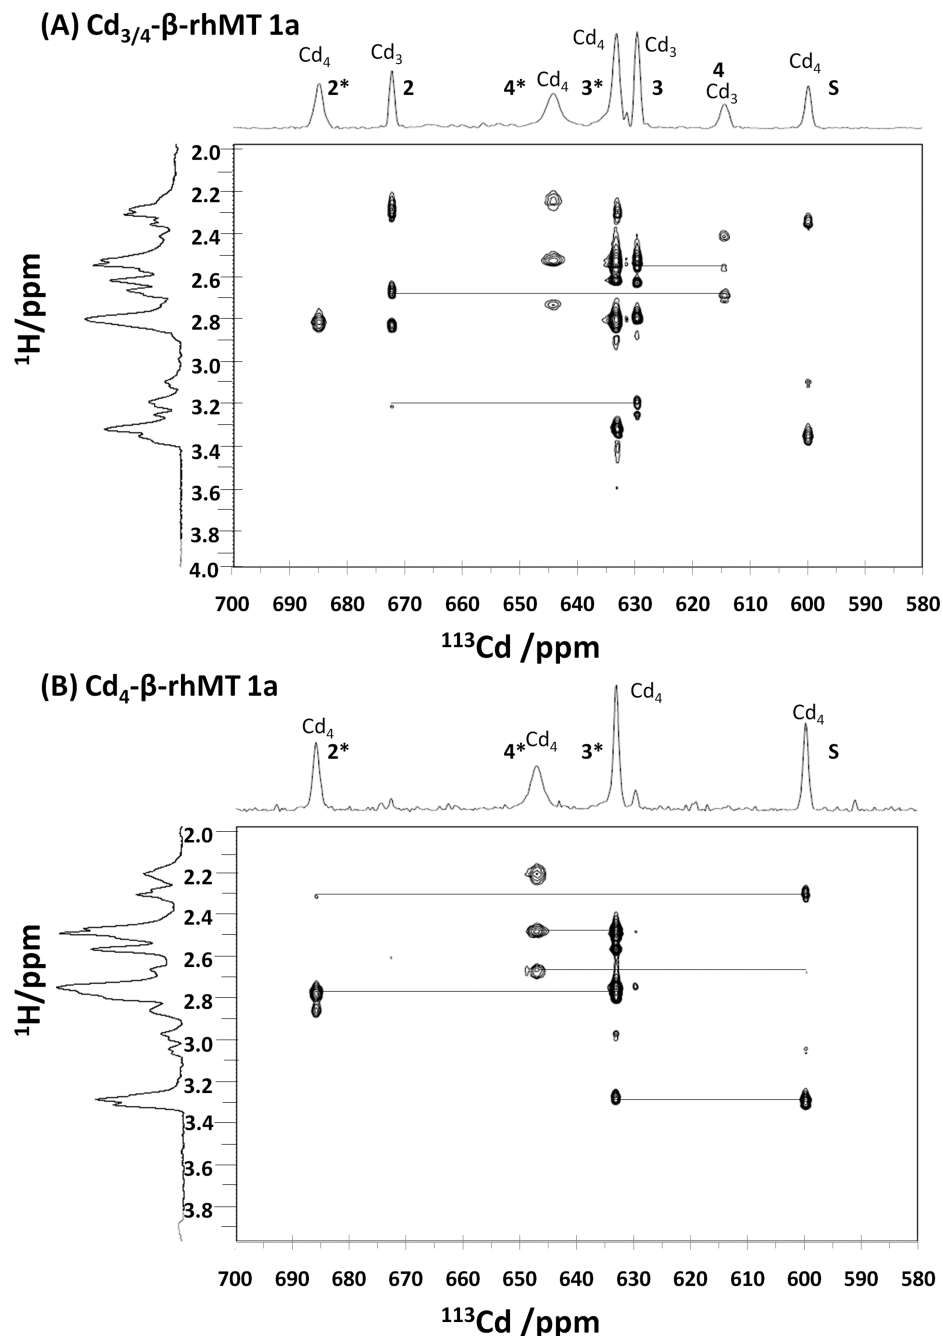 (A) Cd3/4-β-rhMT 1a
Cd4 2* Cd3 2 4* Cd4 Cd4 3* Cd3 3 4 Cd3 Cd4 S
2.0
2.2
2.4
2.6
2.8
3.0
3.2
3.4
3.6
3.8
4.0
1H/ppm
700 690 680 670 660 650 640 630 620 610 600 590 580
113Cd /ppm
(B) Cd4-β-rhMT 1a
Cd4 2* 4* Cd4 3* Cd4 Cd4 S
2.0
2.2
2.4
2.6
2.8
3.0
3.2
3.4
3.6
3.8
1H/ppm
700 690 680 670 660 650 640 630 620 610 600 590 580
113Cd /ppm